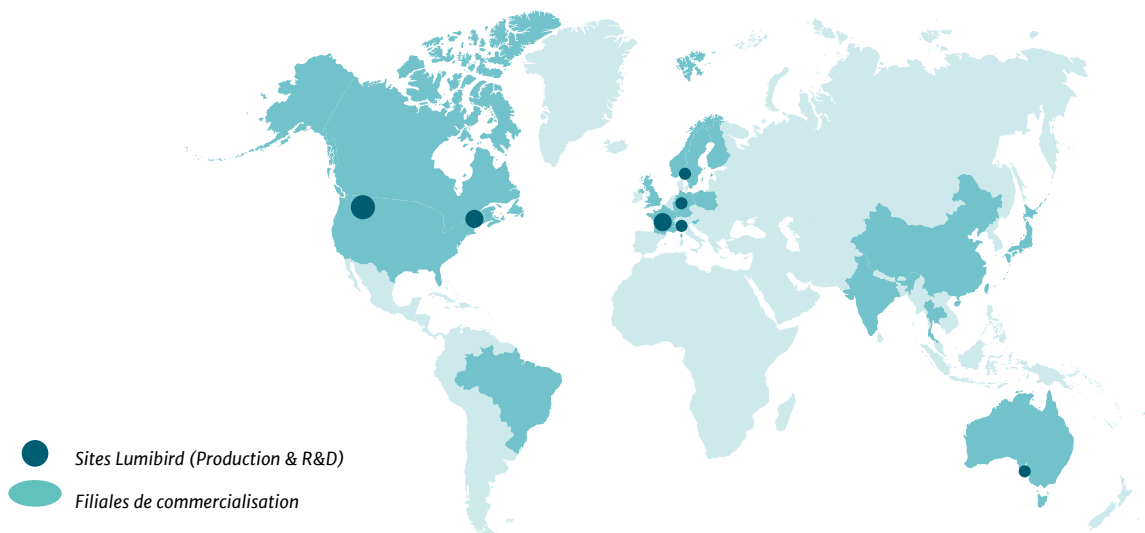 Sites Lumibird (Production & R&D)
Filiales de commercialisation